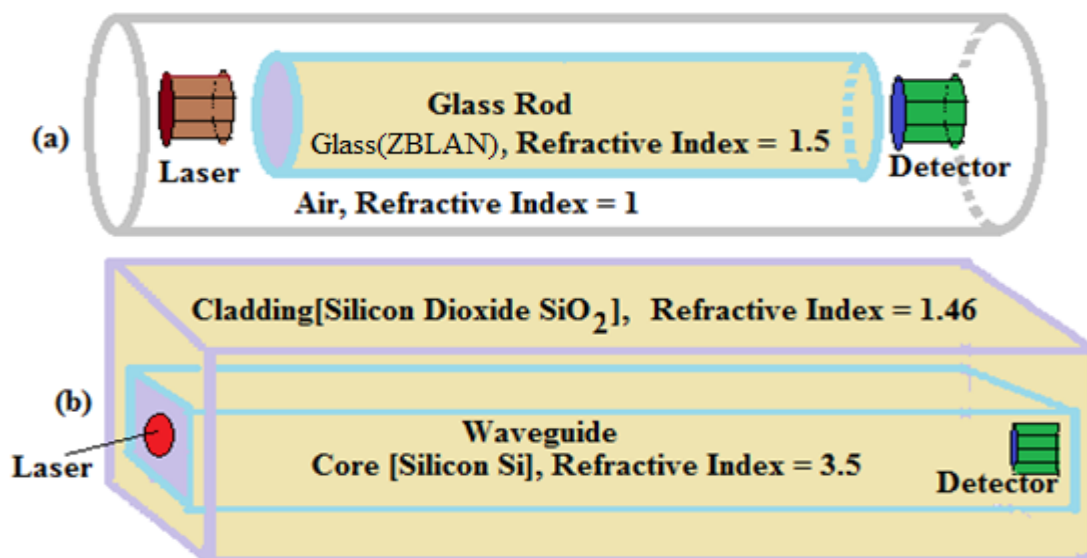 (a)
Laser
Glass Rod
Glass(ZBLAN), Refractive Index = 1.5
Air, Refractive Index = 1
Detector
Cladding[Silicon Dioxide SiO₂], Refractive Index = 1.46
(b)
Laser
Waveguide
Core [Silicon Si], Refractive Index = 3.5
Detector